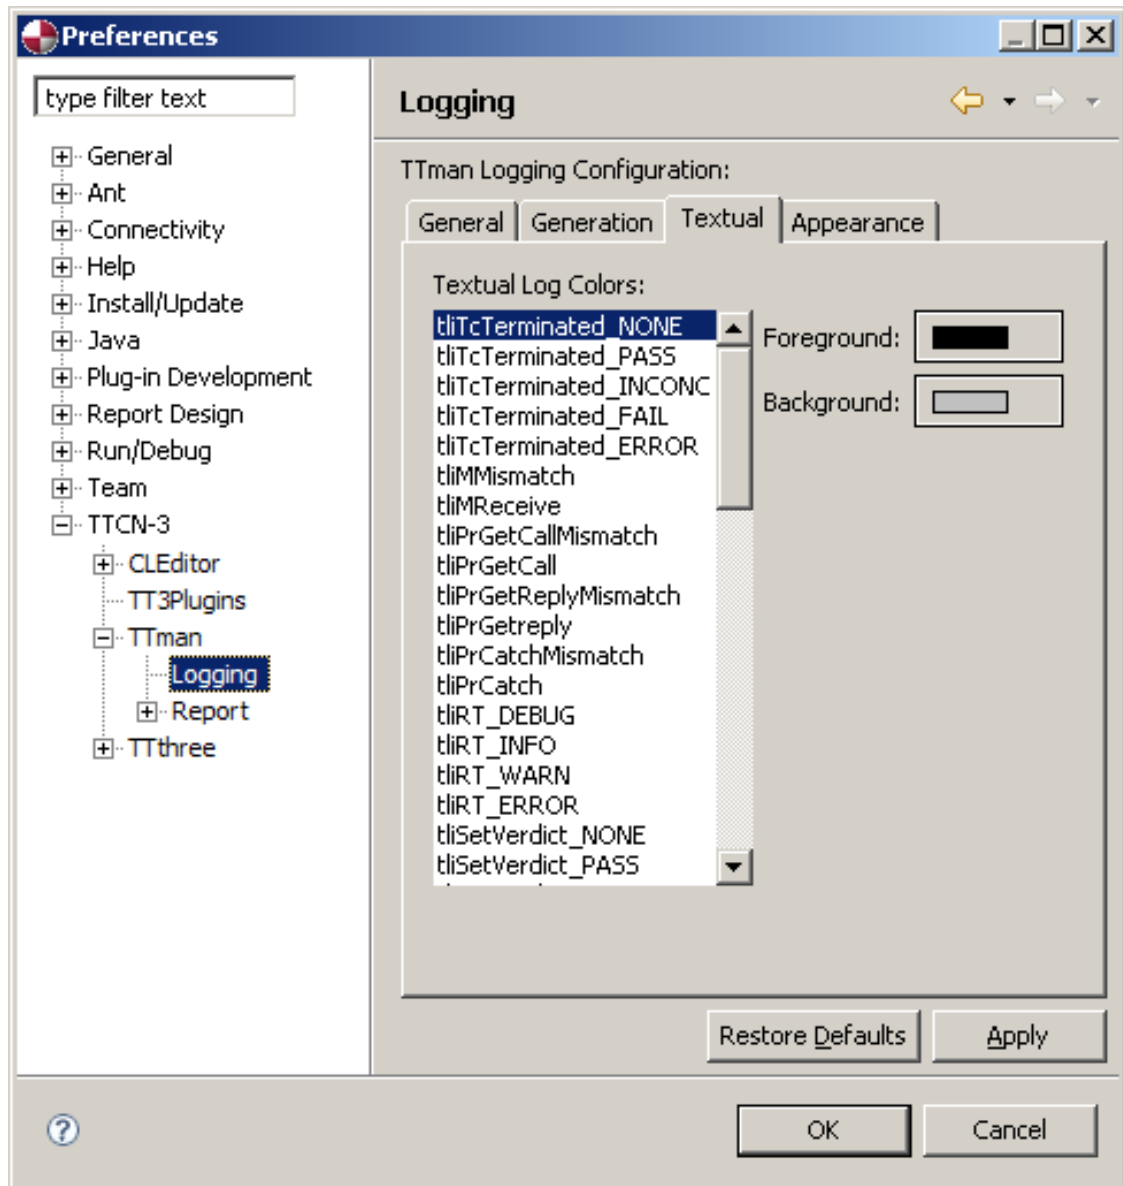 Preferences
type filter text
General
Ant
Connectivity
Help
Install/Update
Java
Plug-in Development
Report Design
Run/Debug
Team
TTCN-3
CLEditor
TT3Plugins
TTman
Logging
Report
TTthree
Logging
TTman Logging Configuration:
General Generation Textual Appearance
Textual Log Colors:
tliTcTerminated_NONE
tliTcTerminated_PASS
tliTcTerminated_INCONC
tliTcTerminated_FAIL
tliTcTerminated_ERROR
tliMMismatch
tliMReceive
tliPrGetCallMismatch
tliPrGetCall
tliPrGetReplyMismatch
tliPrGetreply
tliPrCatchMismatch
tliPrCatch
tliRT_DEBUG
tliRT_INFO
tliRT_WARN
tliRT_ERROR
tliSetVerdict_NONE
tliSetVerdict_PASS
Foreground:
Background:
Restore Defaults Apply
? OK Cancel